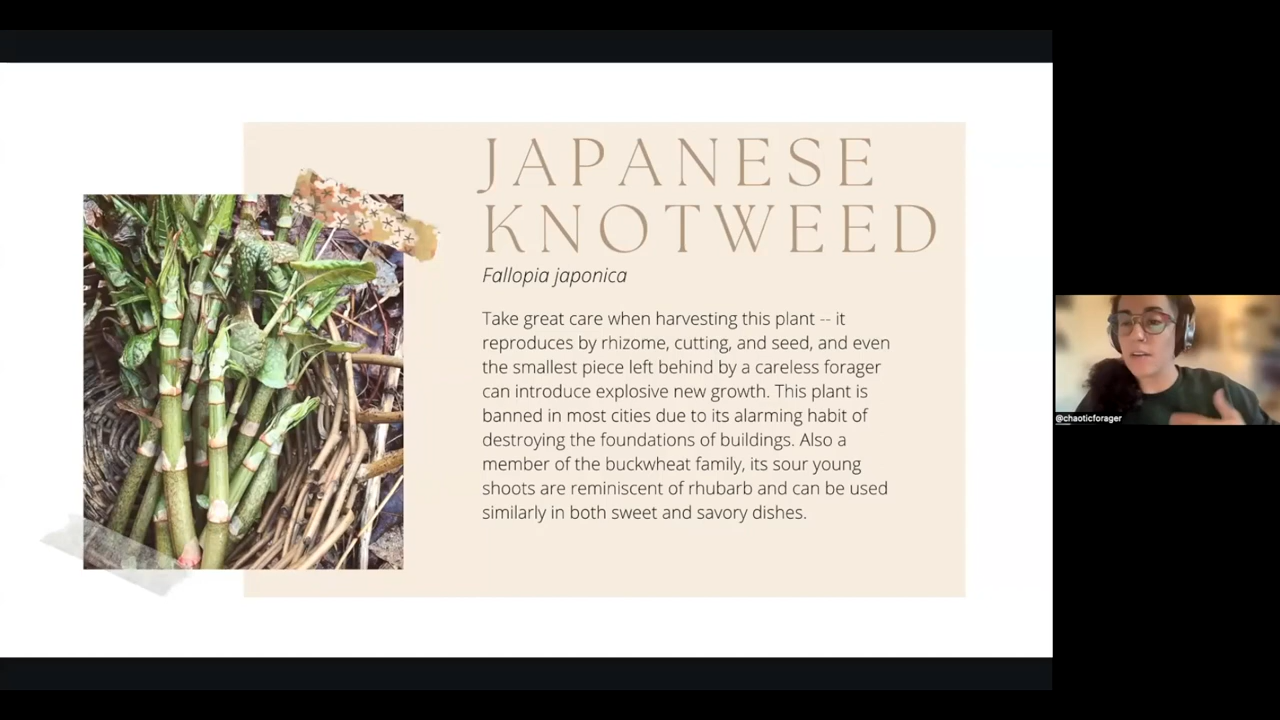 JAPANESE
KNOTWEED
Fallopia japonica
Take great care when harvesting this plant -- it
reproduces by rhizome, cutting, and seed, and even
the smallest piece left behind by a careless forager
can introduce explosive new growth. This plant is
banned in most cities due to its alarming habit of
destroying the foundations of buildings. Also a
member of the buckwheat family, its sour young
shoots are reminiscent of rhubarb and can be used
similarly in both sweet and savory dishes.
@chaoticforager